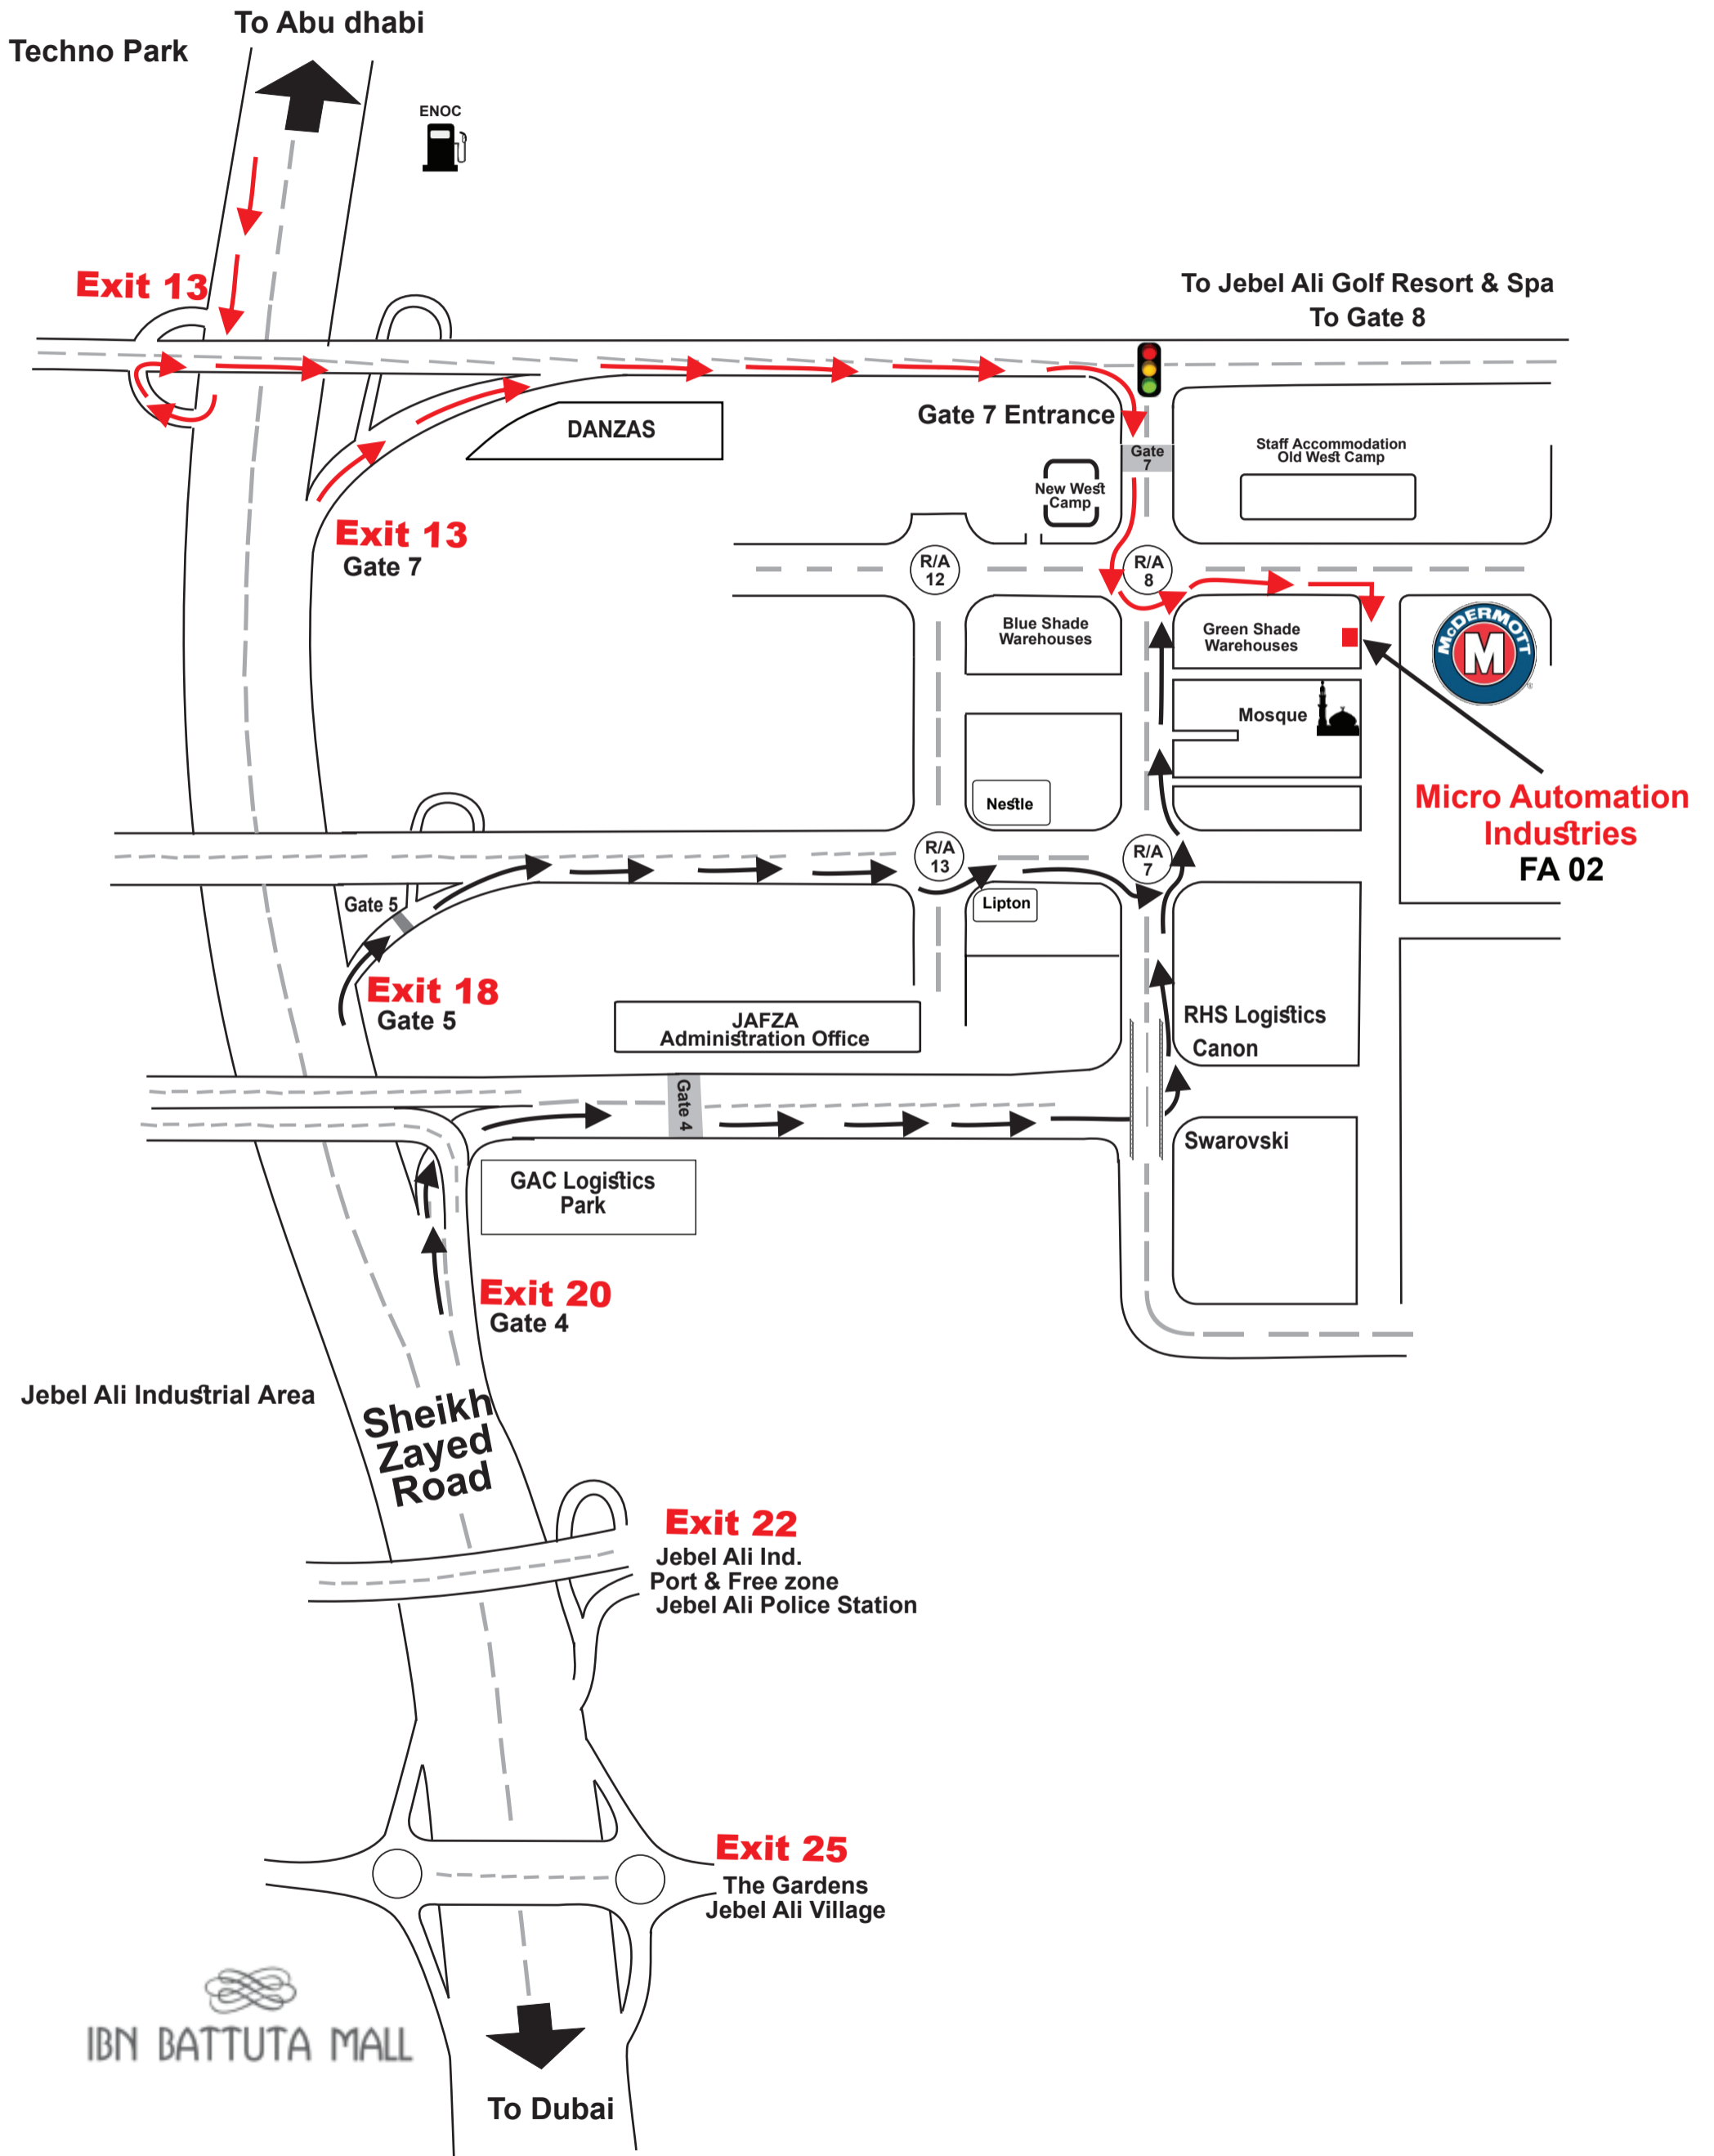 To Abu dhabi
Techno Park
ENOC
Exit 13
To Jebel Ali Golf Resort & Spa
To Gate 8
Gate 7 Entrance
DANZAS
Gate
7
Staff Accommodation
Old West Camp
New West
Camp
Exit 13
Gate 7
R/A
12
R/A
8
Blue Shade
Warehouses
Green Shade
Warehouses
McDERMOTT
M
®
Mosque
Micro Automation
Industries
FA 02
Nestle
R/A
13
R/A
7
Gate 5
Lipton
Exit 18
Gate 5
JAFZA
Administration Office
RHS Logistics
Canon
Gate 4
Swarovski
GAC Logistics
Park
Exit 20
Gate 4
Jebel Ali Industrial Area
Sheikh
Zayed
Road
Exit 22
Jebel Ali Ind.
Port & Free zone
Jebel Ali Police Station
Exit 25
The Gardens
Jebel Ali Village
IBN BATTUTA MALL
To Dubai